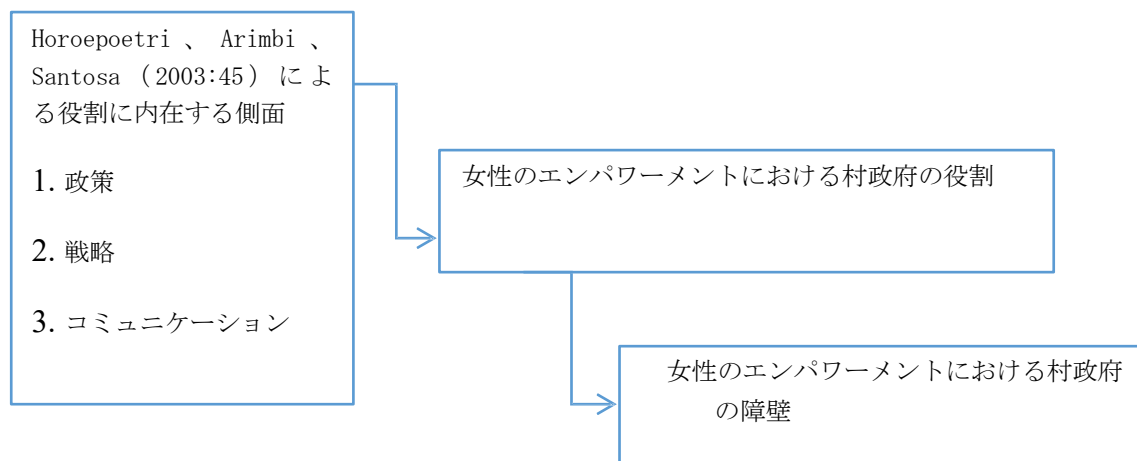 Horoepoetri 、 Arimbi 、
Santosa (2003:45) によ
る役割に内在する側面
1. 政策
2. 戦略
3. コミュニケーション
女性のエンパワーメントにおける村政府の役割
女性のエンパワーメントにおける村政府
の障壁